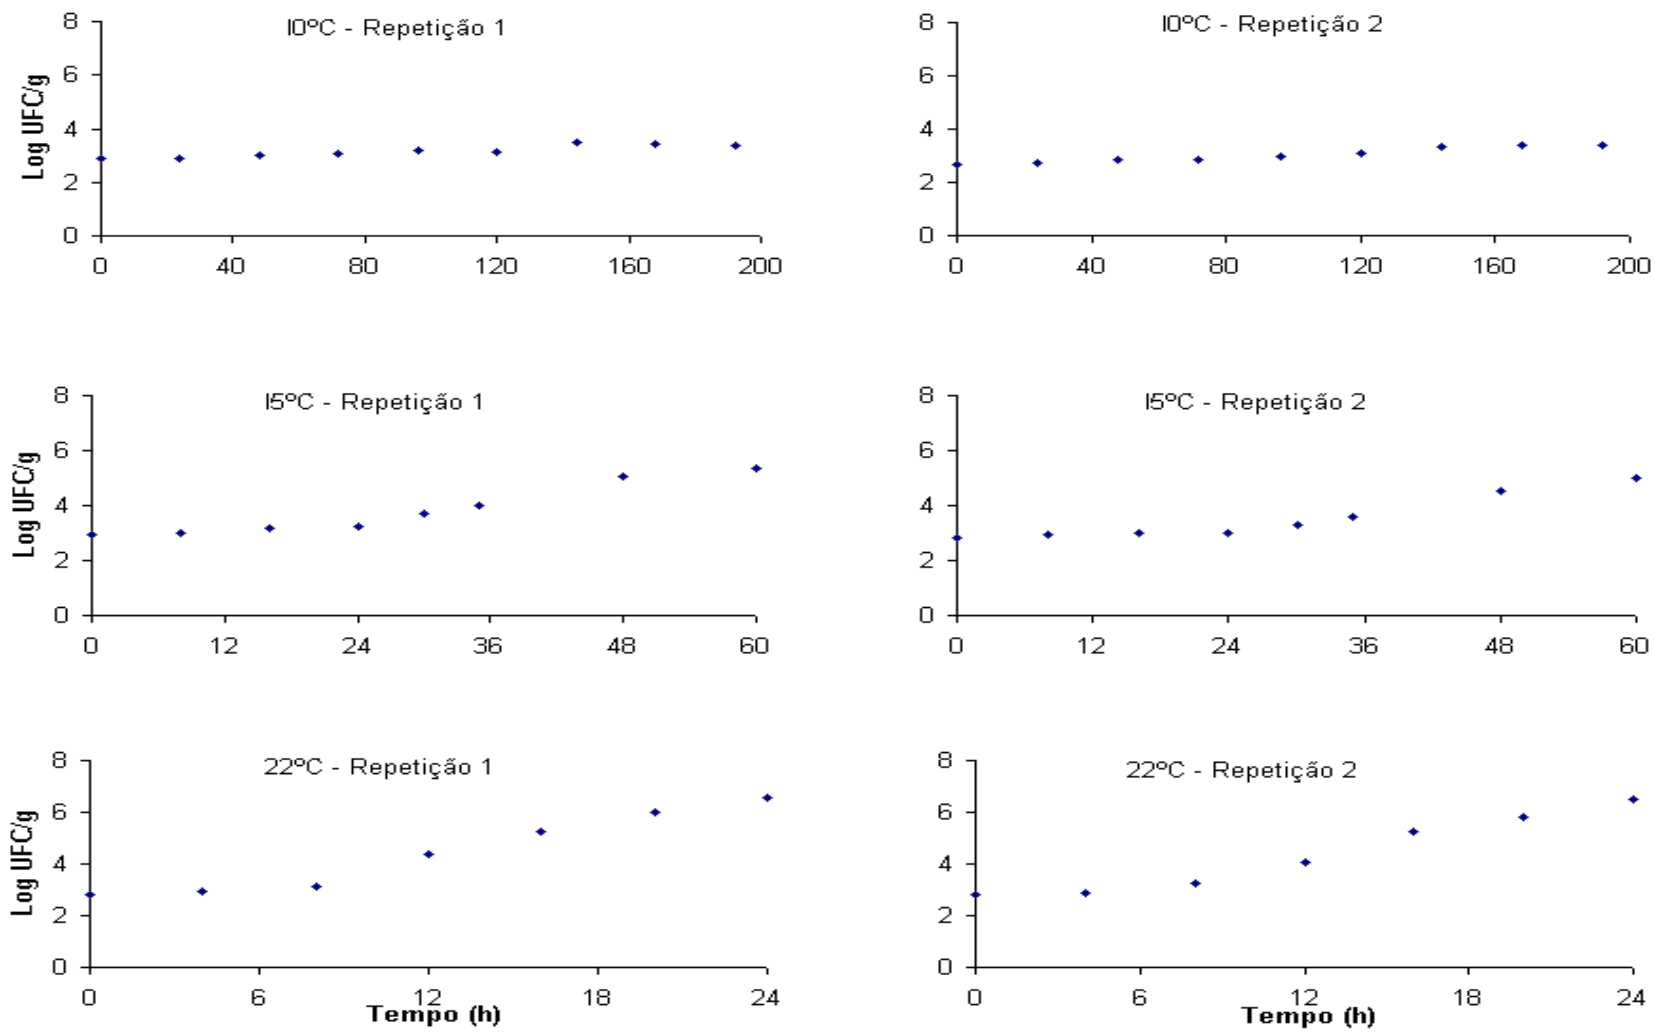 10ºC - Repetição 1
Log UFC/g
8
6
4
2
0
0 40 80 120 160 200
10ºC - Repetição 2
8
6
4
2
0
0 40 80 120 160 200
15ºC - Repetição 1
Log UFC/g
8
6
4
2
0
0 12 24 36 48 60
15ºC - Repetição 2
8
6
4
2
0
0 12 24 36 48 60
22ºC - Repetição 1
Log UFC/g
8
6
4
2
0
0 6 12 18 24
Tempo (h)
22ºC - Repetição 2
8
6
4
2
0
0 6 12 18 24
Tempo (h)